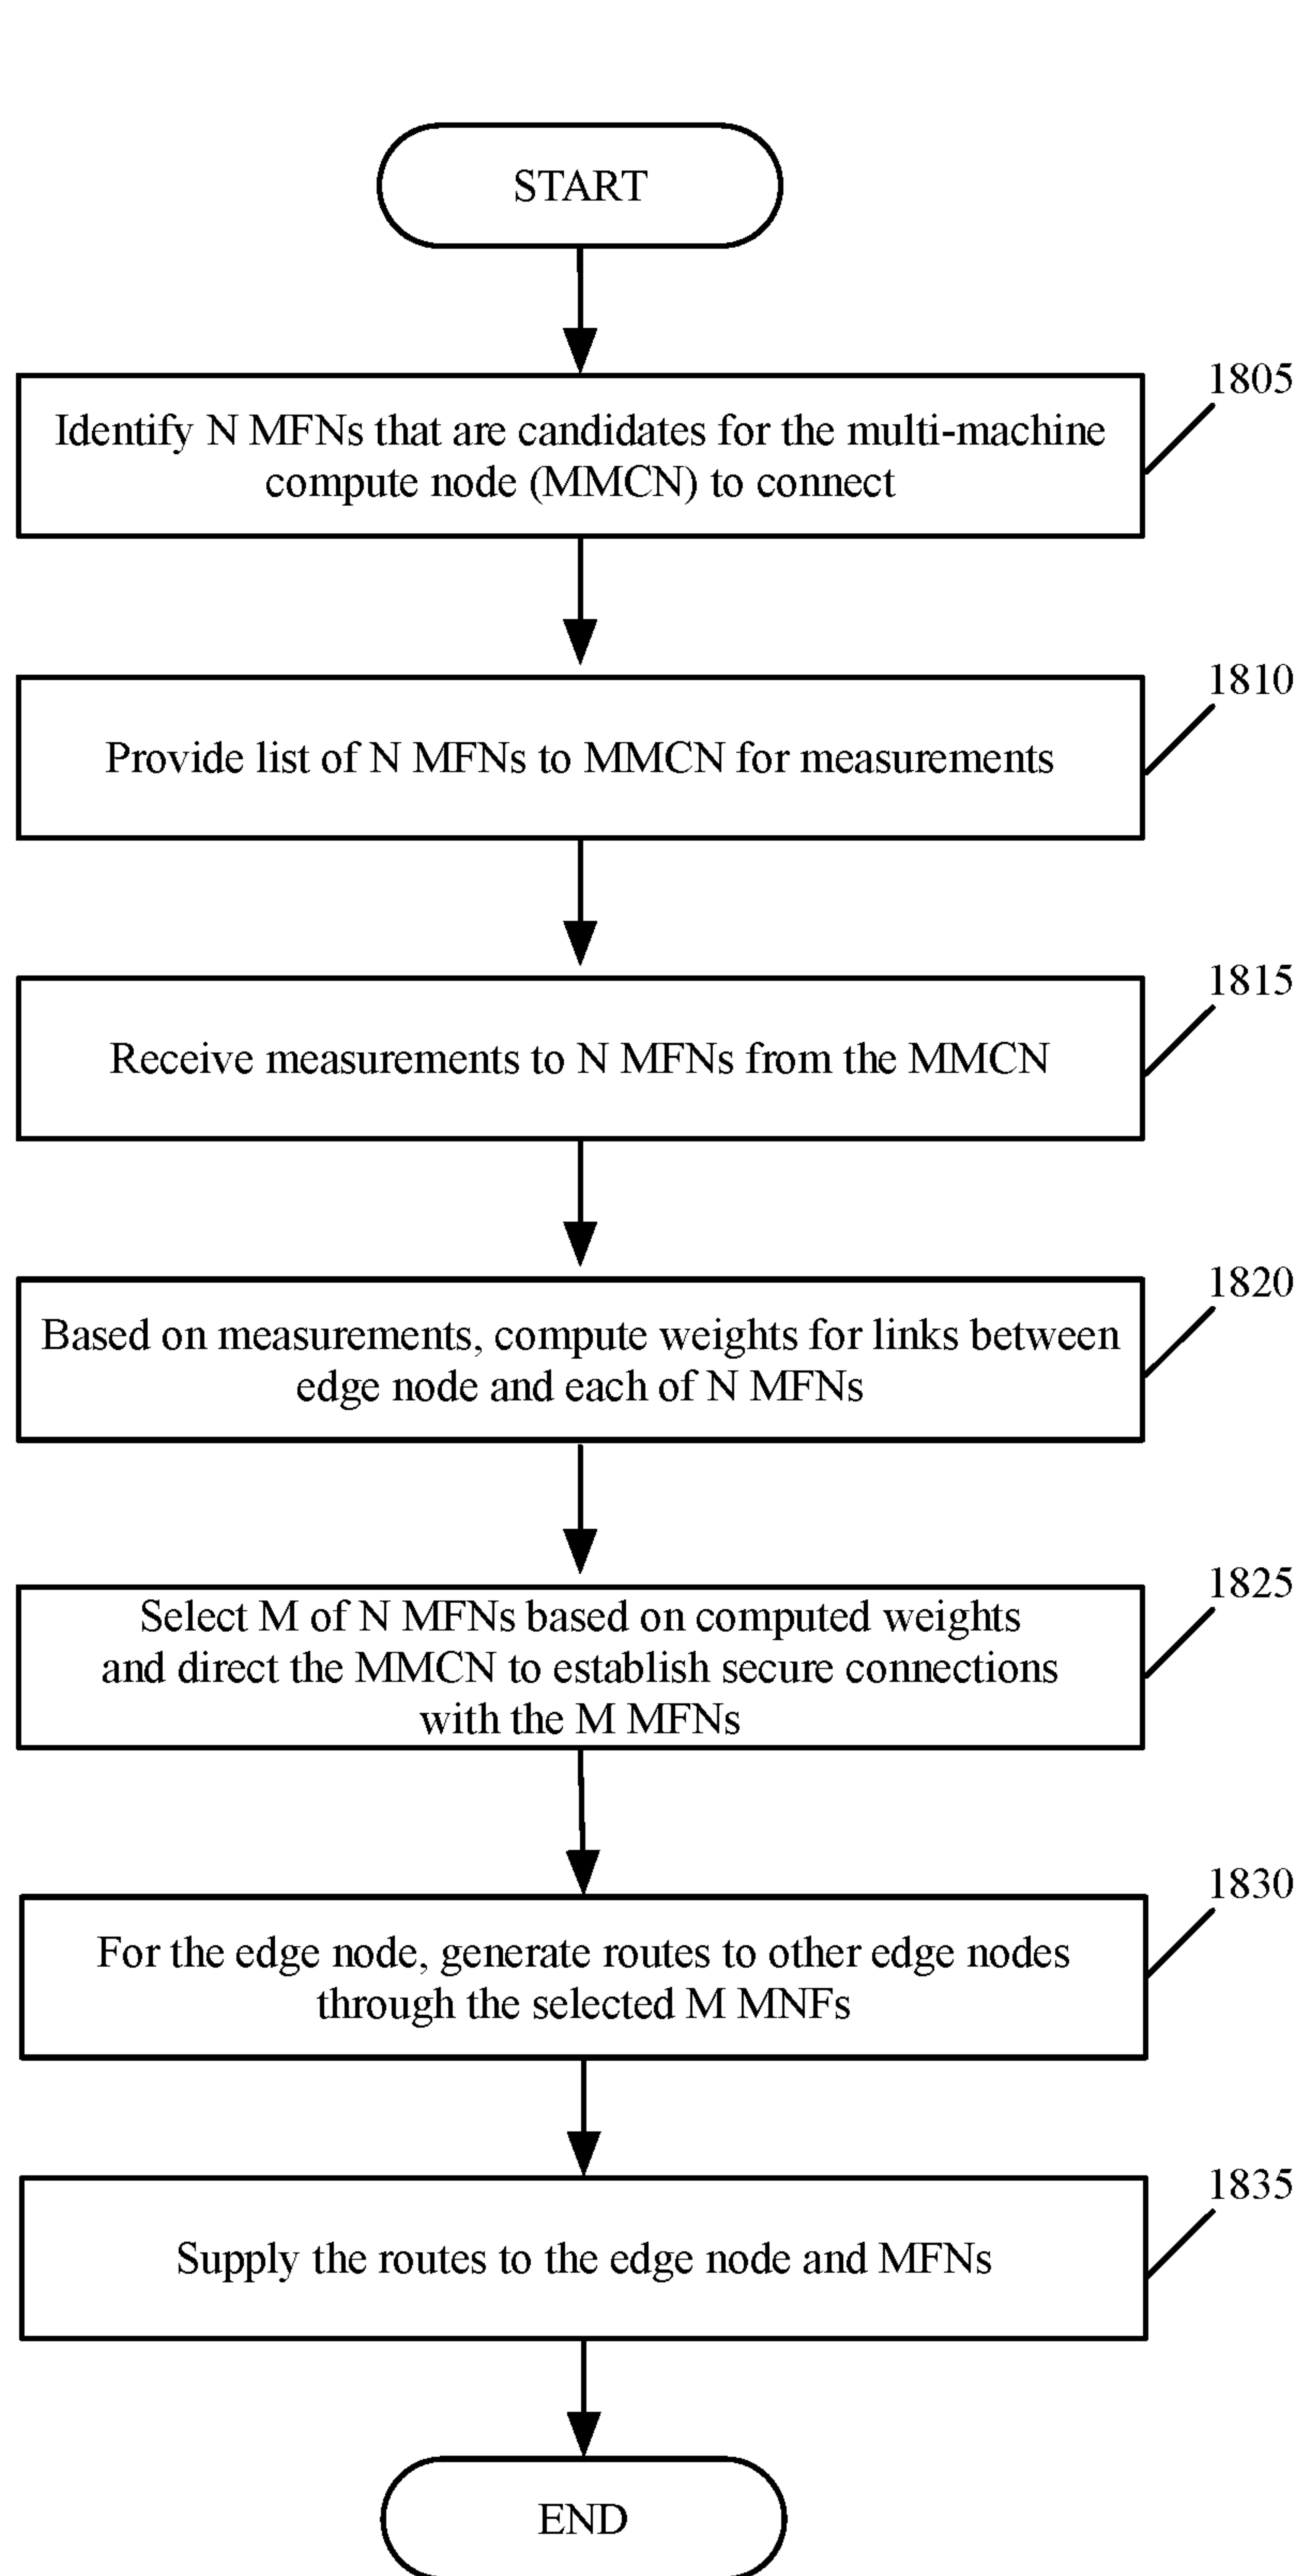 START
1805
Identify N MFNs that are candidates for the multi-machine
compute node (MMCN) to connect
1810
Provide list of N MFNs to MMCN for measurements
1815
Receive measurements to N MFNs from the MMCN
1820
Based on measurements, compute weights for links between
edge node and each of N MFNs
1825
Select M of N MFNs based on computed weights
and direct the MMCN to establish secure connections
with the M MFNs
1830
For the edge node, generate routes to other edge nodes
through the selected M MNFs
1835
Supply the routes to the edge node and MFNs
END